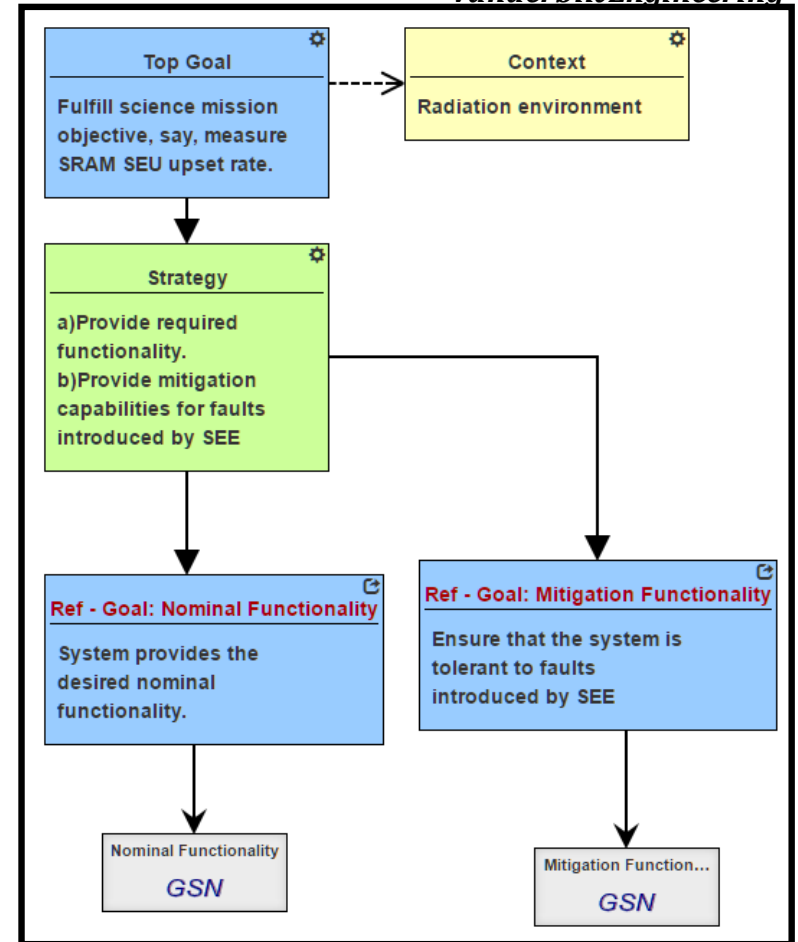 Top Goal
Fulfill science mission
objective, say, measure
SRAM SEU upset rate.
Context
Radiation environment
Strategy
a)Provide required
functionality.
b)Provide mitigation
capabilities for faults
introduced by SEE
Ref - Goal: Nominal Functionality
System provides the
desired nominal
functionality.
Ref - Goal: Mitigation Functionality
Ensure that the system is
tolerant to faults
introduced by SEE
Nominal Functionality
GSN
Mitigation Function...
GSN